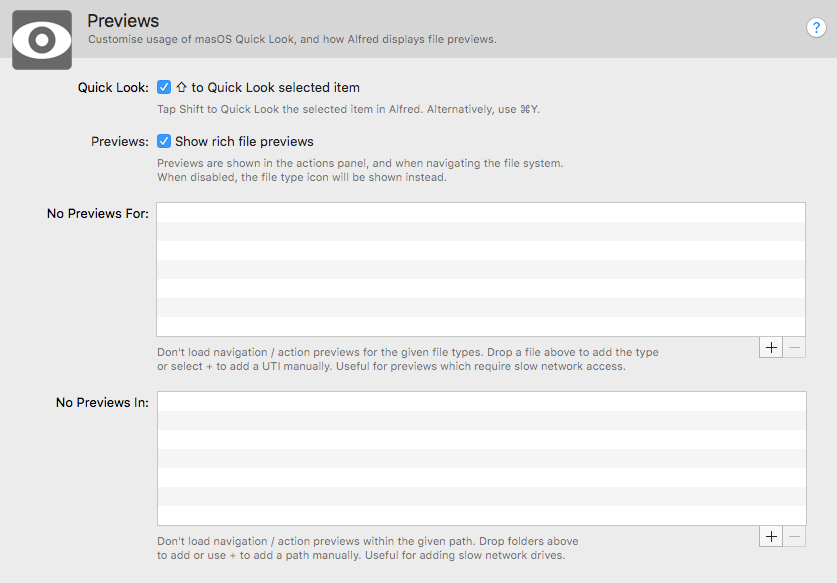 Previews
Customise usage of masOS Quick Look, and how Alfred displays file previews.
?
Quick Look: ⇧ to Quick Look selected item
Tap Shift to Quick Look the selected item in Alfred. Alternatively, use ⌘Y.
Previews: Show rich file previews
Previews are shown in the actions panel, and when navigating the file system.
When disabled, the file type icon will be shown instead.
No Previews For:
+ −
Don't load navigation / action previews for the given file types. Drop a file above to add the type
or select + to add a UTI manually. Useful for previews which require slow network access.
No Previews In:
+ −
Don't load navigation / action previews within the given path. Drop folders above
to add or use + to add a path manually. Useful for adding slow network drives.